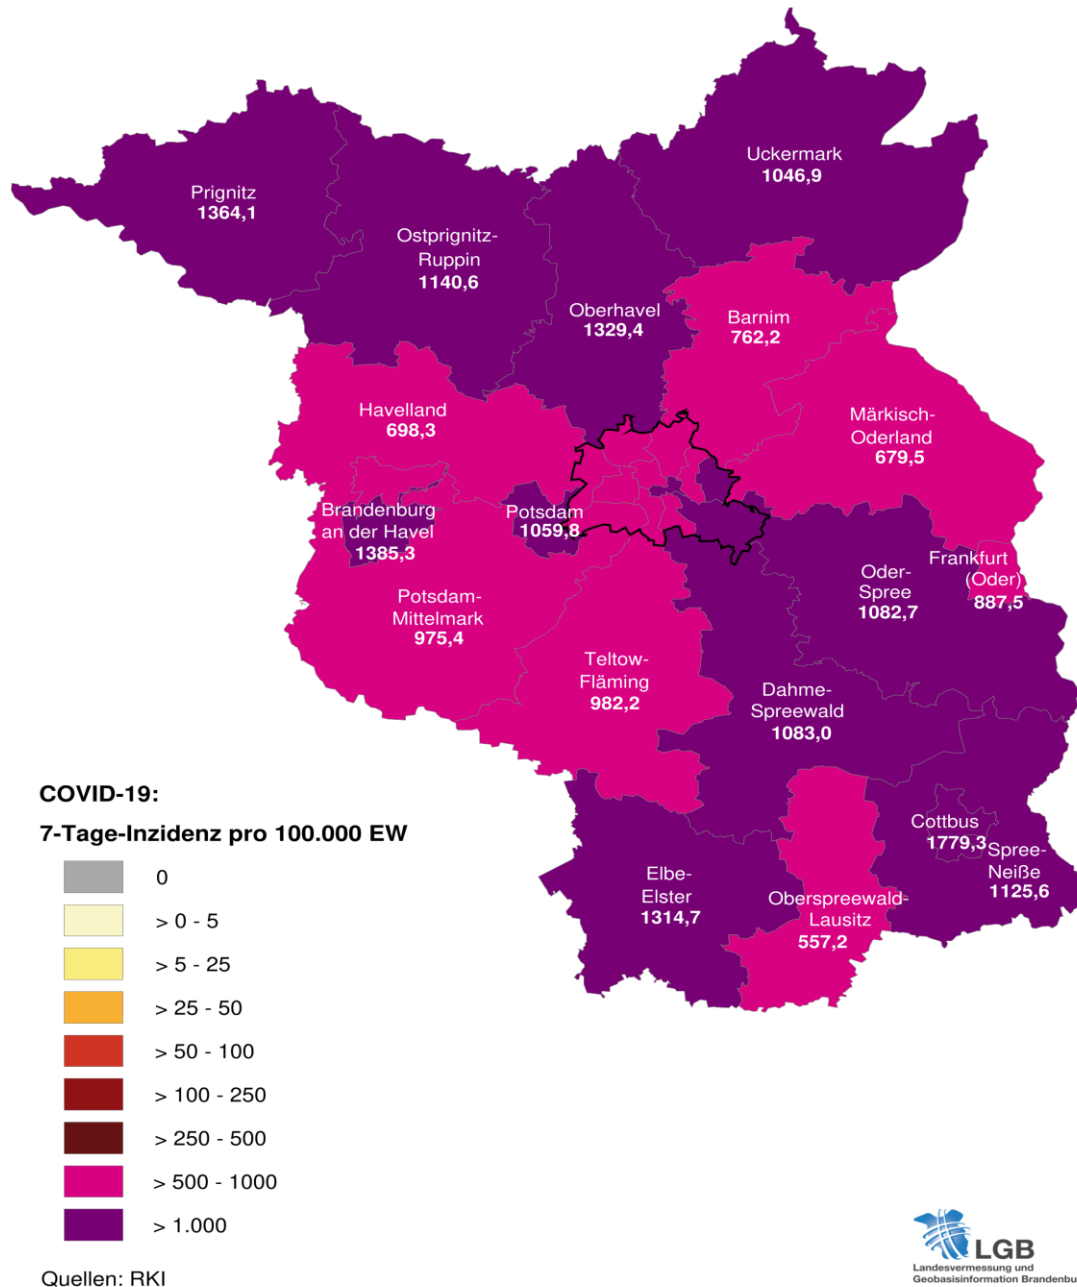 Uckermark
1046,9
Prignitz
1364,1
Ostprignitz-
Ruppin
1140,6
Oberhavel
1329,4
Barnim
762,2
Havelland
698,3
Märkisch-
Oderland
679,5
Brandenburg
an der Havel
1385,3
Potsdam
1059,8
Frankfurt
(Oder)
887,5
Oder-
Spree
1082,7
Potsdam-
Mittelmark
975,4
Teltow-
Fläming
982,2
Dahme-
Spreewald
1083,0
Cottbus
1779,3
Spree-
Neiße
1125,6
Elbe-
Elster
1314,7
Oberspreewald-
Lausitz
557,2
COVID-19:
7-Tage-Inzidenz pro 100.000 EW
0
> 0 - 5
> 5 - 25
> 25 - 50
> 50 - 100
> 100 - 250
> 250 - 500
> 500 - 1000
> 1.000
Quellen: RKI
LGB
Landesvermessung und
Geobasisinformation Brandenbu